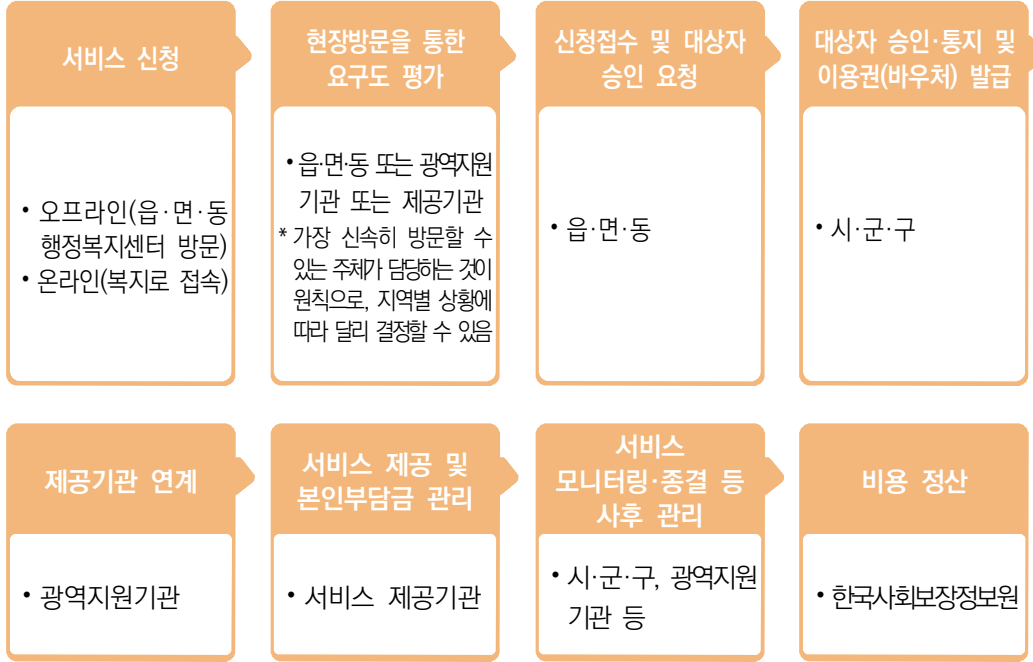 서비스 신청
• 오프라인(읍·면·동
행정복지센터 방문)
• 온라인(복지로 접속)
현장방문을 통한
요구도 평가
• 읍·면·동 또는 광역지원
기관 또는 제공기관
* 가장 신속히 방문할 수
있는 주체가 담당하는 것이
원칙으로, 지역별 상황에
따라 달리 결정할 수 있음
신청접수 및 대상자
승인 요청
• 읍·면·동
대상자 승인·통지 및
이용권(바우처) 발급
• 시·군·구
제공기관 연계
• 광역지원기관
서비스 제공 및
본인부담금 관리
• 서비스 제공기관
서비스
모니터링·종결 등
사후 관리
• 시·군·구, 광역지원
기관 등
비용 정산
• 한국사회보장정보원